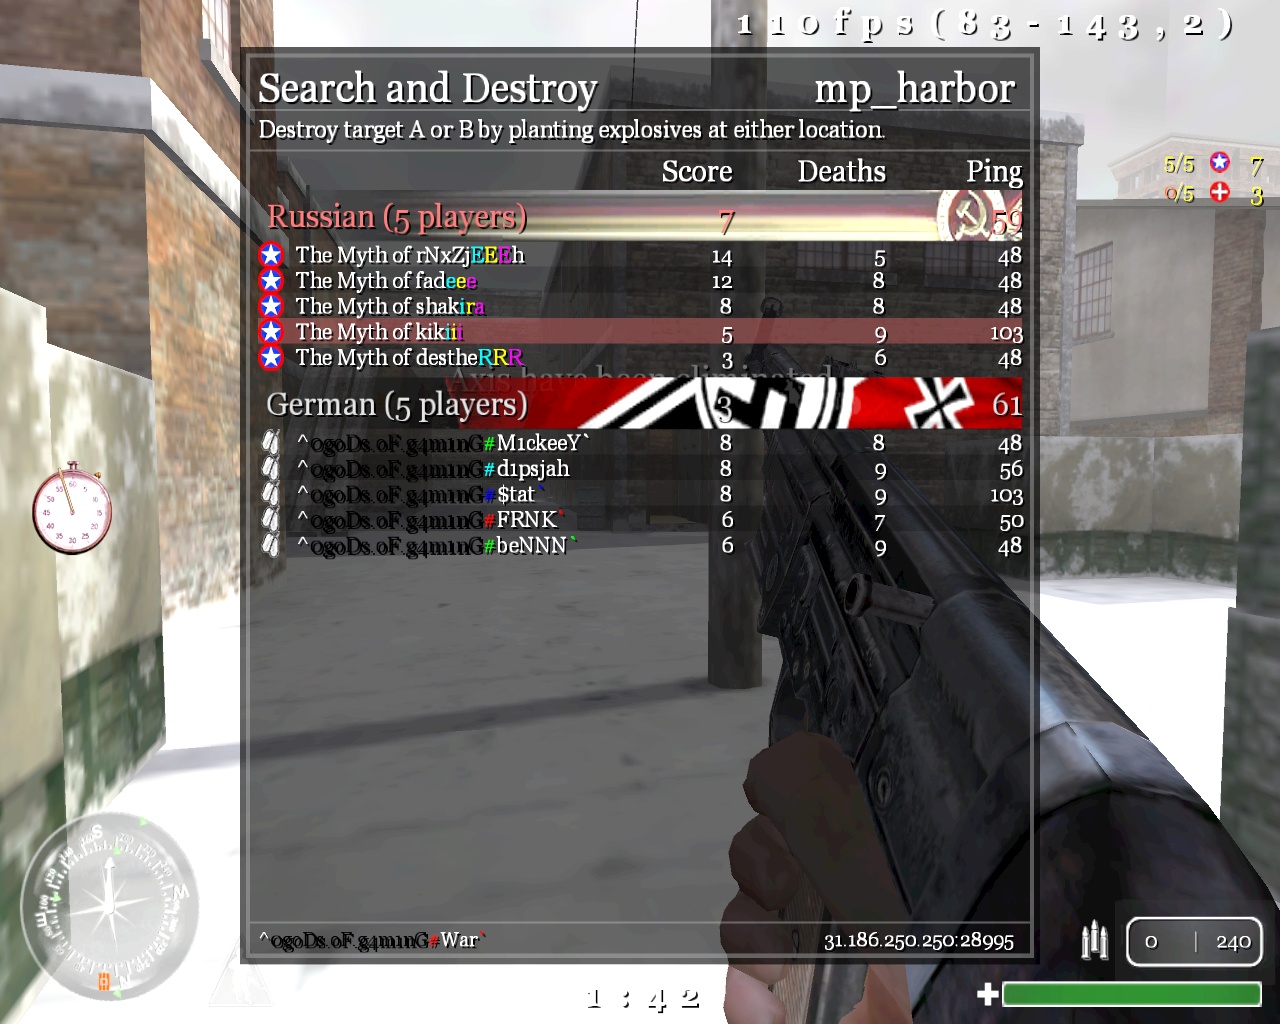 110fps(83-143,2)
Search and Destroy mp_harbor
Destroy target A or B by planting explosives at either location.
Score Deaths Ping
5/5 7
0/5 3
Russian (5 players) 7 59
The Myth of rNxZjEEEh 14 5 48
The Myth of fadeee 12 8 48
The Myth of shakira 8 8 48
The Myth of kikiii 5 9 103
The Myth of destheRRR 3 6 48
Axis have been eliminated
German (5 players) 3 61
^ogoDs.oF.g4m1nG#M1ckeeY` 8 8 48
^ogoDs.oF.g4m1nG#d1psjah 8 9 56
^ogoDs.oF.g4m1nG#$tat` 8 9 103
^ogoDs.oF.g4m1nG#FRNK` 6 7 50
^ogoDs.oF.g4m1nG#beNNN` 6 9 48
^ogoDs.oF.g4m1nG#War` 31.186.250.250:28995
0 | 240
1:42